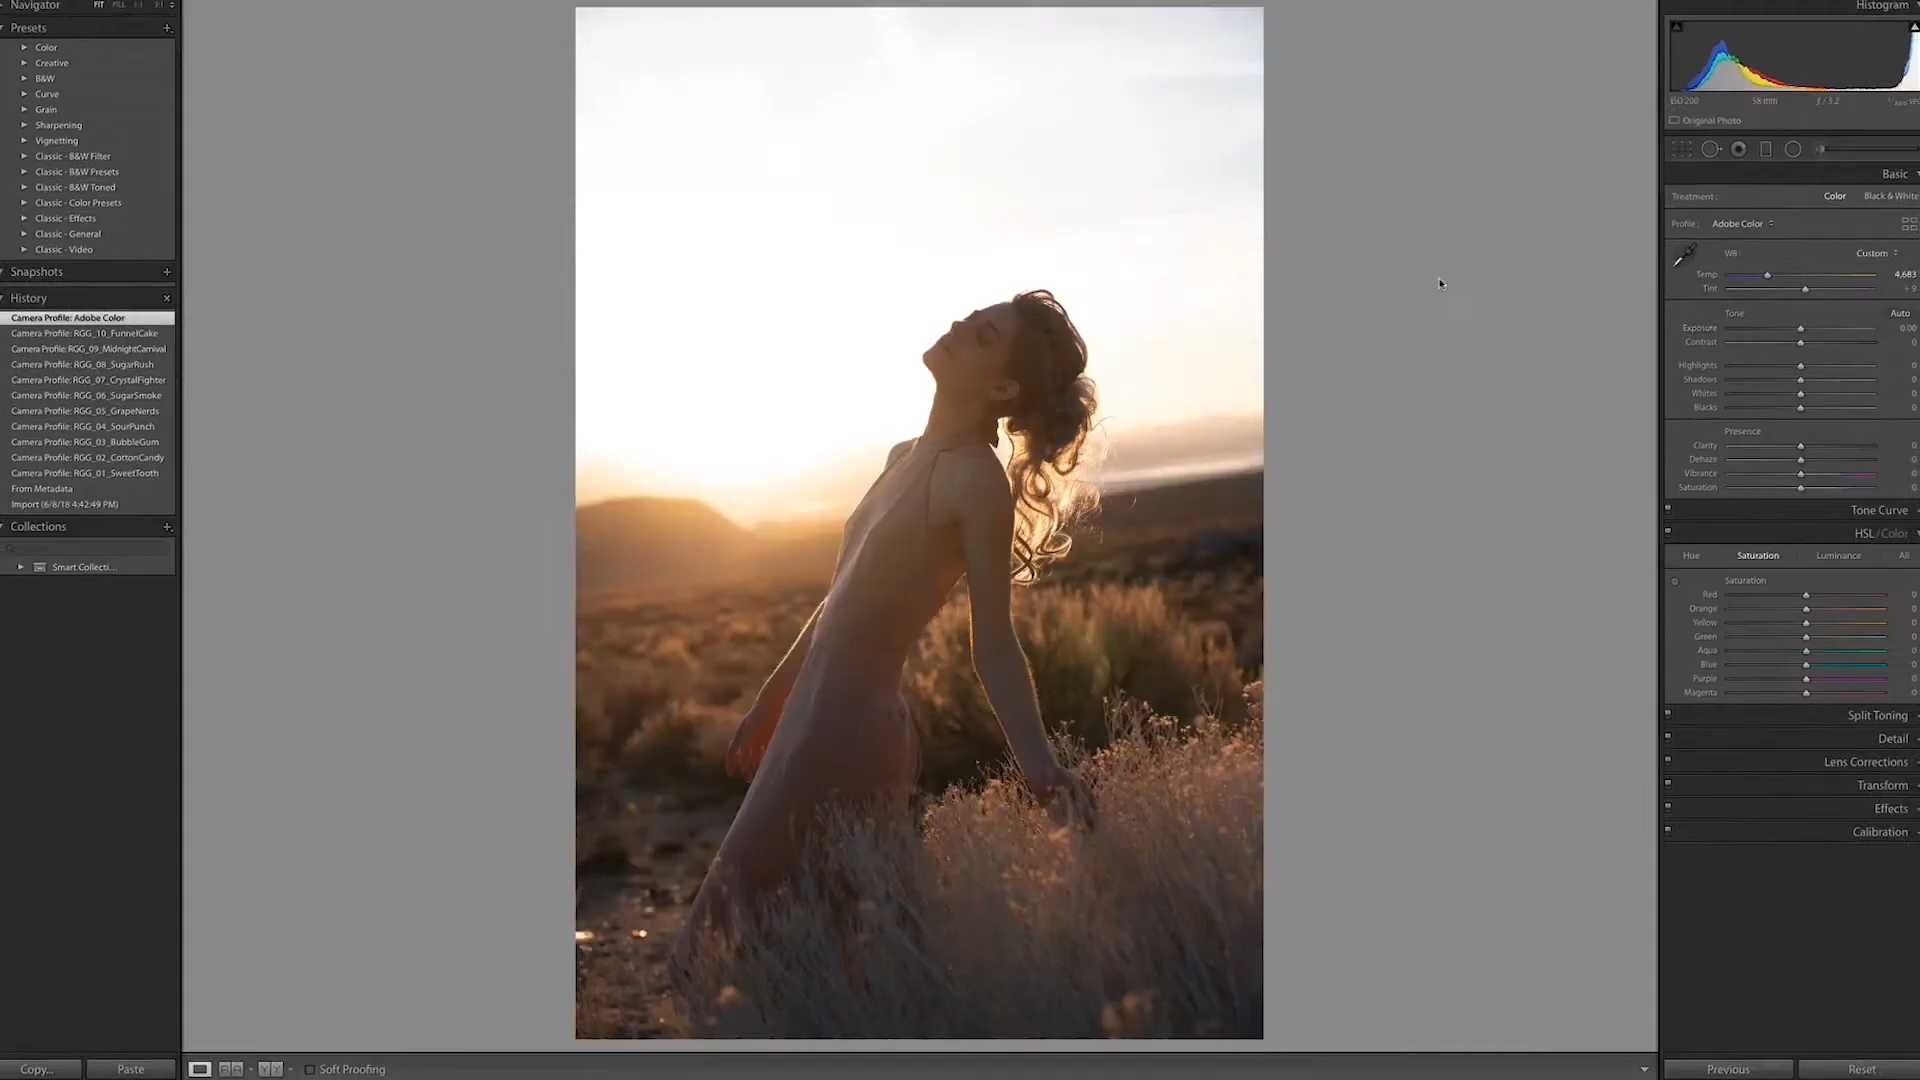 Navigator FIT FILL 1:1 3:1
Presets
Color
Creative
B&W
Curve
Grain
Sharpening
Vignetting
Classic - B&W Filter
Classic - B&W Presets
Classic - B&W Toned
Classic - Color Presets
Classic - Effects
Classic - General
Classic - Video
Snapshots
History
Camera Profile: Adobe Color
Camera Profile: RGG_10_FunnelCake
Camera Profile: RGG_09_MidnightCarnival
Camera Profile: RGG_08_SugarRush
Camera Profile: RGG_07_CrystalFighter
Camera Profile: RGG_06_SugarSmoke
Camera Profile: RGG_05_GrapeNerds
Camera Profile: RGG_04_SourPunch
Camera Profile: RGG_03_BubbleGum
Camera Profile: RGG_02_CottonCandy
Camera Profile: RGG_01_SweetTooth
From Metadata
Import (6/8/18 4:42:49 PM)
Collections
Smart Collecti...
Copy... Paste
Soft Proofing
Histogram
ISO 200 58 mm ƒ / 3.2
Original Photo
Basic
Treatment : Color Black & White
Profile : Adobe Color
WB : Custom
Temp 4,683
Tint + 9
Tone Auto
Exposure 0.00
Contrast 0
Highlights 0
Shadows 0
Whites 0
Blacks 0
Presence
Clarity 0
Dehaze 0
Vibrance 0
Saturation 0
Tone Curve
HSL / Color
Hue Saturation Luminance All
Saturation
Red 0
Orange 0
Yellow 0
Green 0
Aqua 0
Blue 0
Purple 0
Magenta 0
Split Toning
Detail
Lens Corrections
Transform
Effects
Calibration
Previous Reset